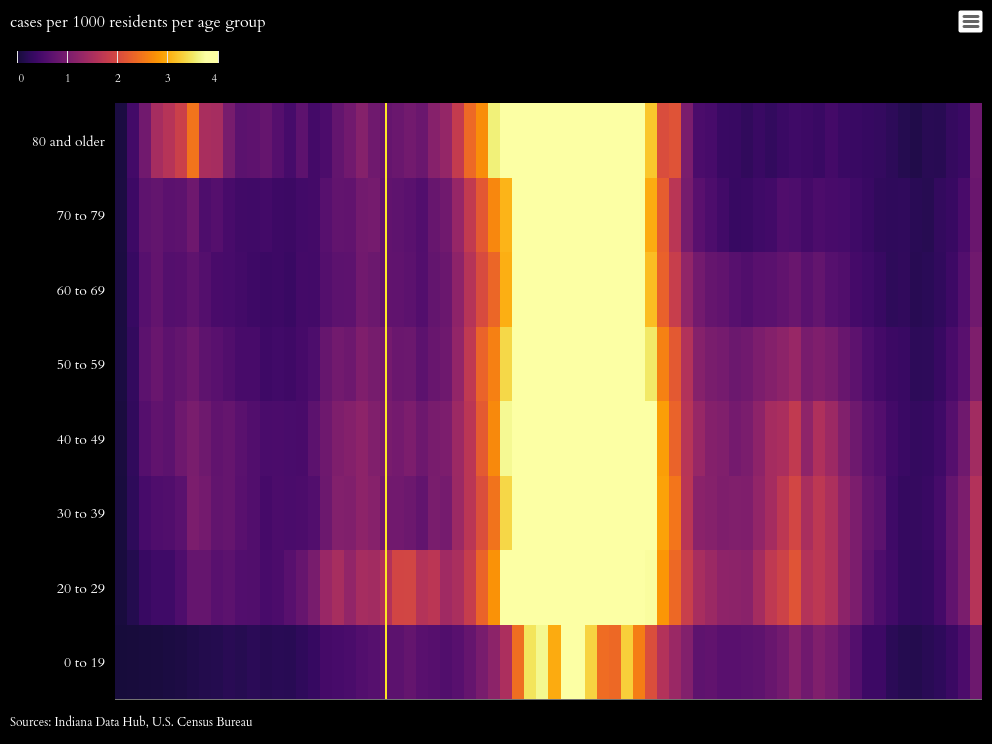 cases per 1000 residents per age group
0 1 2 3 4
80 and older
70 to 79
60 to 69
50 to 59
40 to 49
30 to 39
20 to 29
0 to 19
Sources: Indiana Data Hub, U.S. Census Bureau